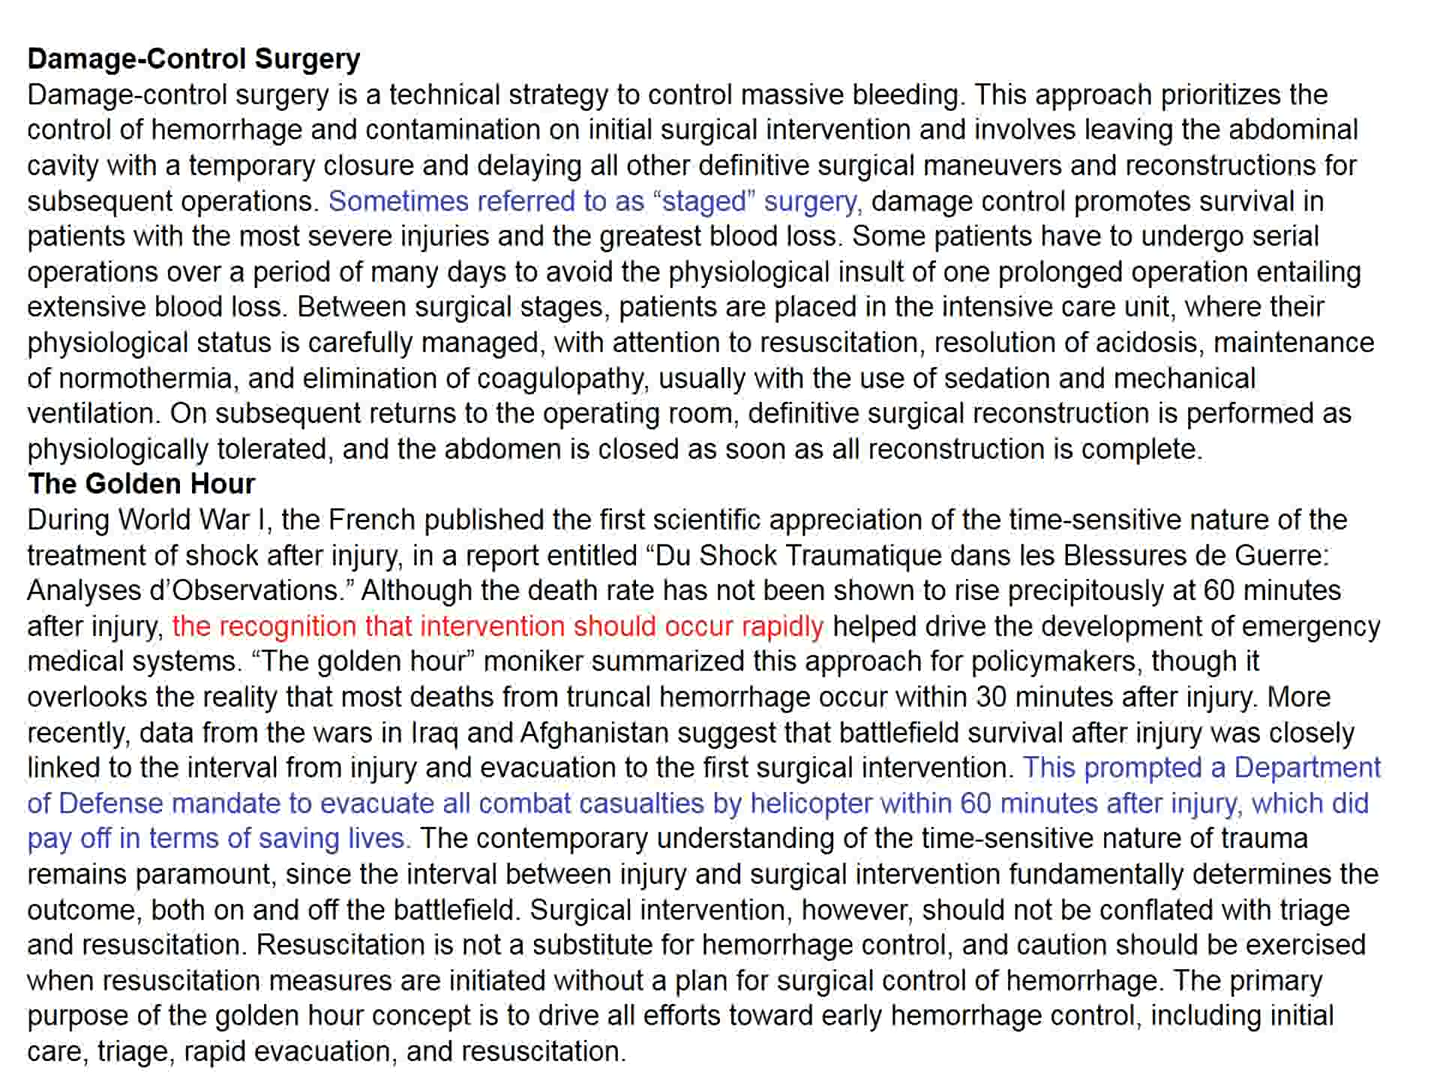 Damage-Control Surgery
Damage-control surgery is a technical strategy to control massive bleeding. This approach prioritizes the
control of hemorrhage and contamination on initial surgical intervention and involves leaving the abdominal
cavity with a temporary closure and delaying all other definitive surgical maneuvers and reconstructions for
subsequent operations. Sometimes referred to as “staged” surgery, damage control promotes survival in
patients with the most severe injuries and the greatest blood loss. Some patients have to undergo serial
operations over a period of many days to avoid the physiological insult of one prolonged operation entailing
extensive blood loss. Between surgical stages, patients are placed in the intensive care unit, where their
physiological status is carefully managed, with attention to resuscitation, resolution of acidosis, maintenance
of normothermia, and elimination of coagulopathy, usually with the use of sedation and mechanical
ventilation. On subsequent returns to the operating room, definitive surgical reconstruction is performed as
physiologically tolerated, and the abdomen is closed as soon as all reconstruction is complete.
The Golden Hour
During World War I, the French published the first scientific appreciation of the time-sensitive nature of the
treatment of shock after injury, in a report entitled “Du Shock Traumatique dans les Blessures de Guerre:
Analyses d’Observations.” Although the death rate has not been shown to rise precipitously at 60 minutes
after injury, the recognition that intervention should occur rapidly helped drive the development of emergency
medical systems. “The golden hour” moniker summarized this approach for policymakers, though it
overlooks the reality that most deaths from truncal hemorrhage occur within 30 minutes after injury. More
recently, data from the wars in Iraq and Afghanistan suggest that battlefield survival after injury was closely
linked to the interval from injury and evacuation to the first surgical intervention. This prompted a Department
of Defense mandate to evacuate all combat casualties by helicopter within 60 minutes after injury, which did
pay off in terms of saving lives. The contemporary understanding of the time-sensitive nature of trauma
remains paramount, since the interval between injury and surgical intervention fundamentally determines the
outcome, both on and off the battlefield. Surgical intervention, however, should not be conflated with triage
and resuscitation. Resuscitation is not a substitute for hemorrhage control, and caution should be exercised
when resuscitation measures are initiated without a plan for surgical control of hemorrhage. The primary
purpose of the golden hour concept is to drive all efforts toward early hemorrhage control, including initial
care, triage, rapid evacuation, and resuscitation.